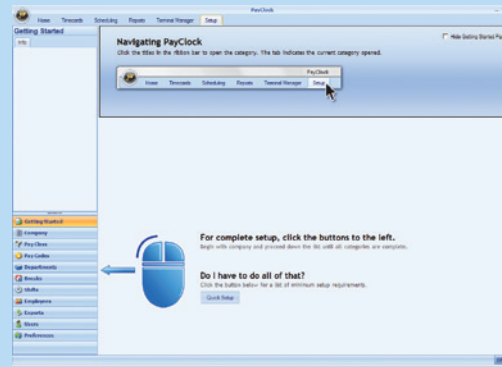 PayClock
Home Timecards Scheduling Reports Terminal Manager Setup
Getting Started
Info
Navigating PayClock
Click the titles in the ribbon bar to open the category. The tab indicates the current category opened.
Hide Getting Started
PayClock
Home Timecards Scheduling Reports Terminal Manager Setup
Getting Started
Company
Pay Class
Pay Codes
Departments
Breaks
Shifts
Employees
Exports
Users
Preferences
For complete setup, click the buttons to the left.
Begin with company and proceed down the list until all categories are complete.
Do I have to do all of that?
Click the button below for a list of minimum setup requirements.
Quick Setup